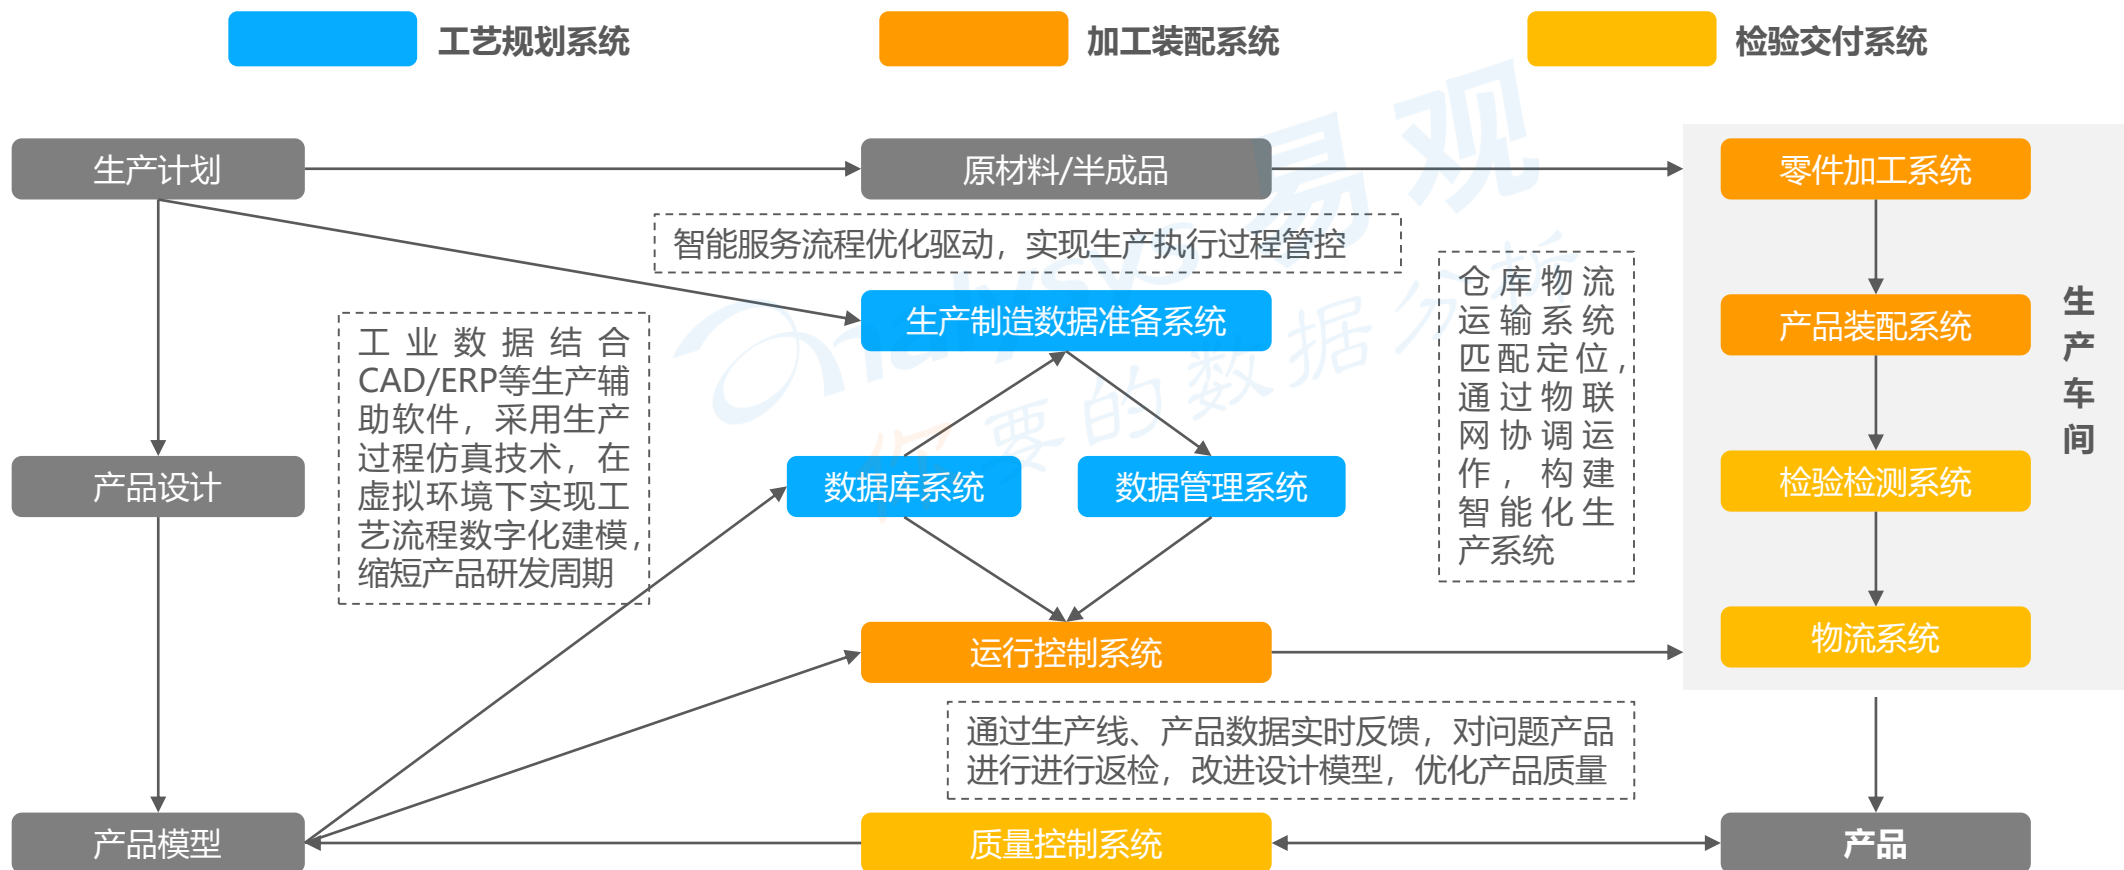 工艺规划系统
加工装配系统
检验交付系统
生产计划
原材料/半成品
零件加工系统
智能服务流程优化驱动，实现生产执行过程管控
生产制造数据准备系统
产品装配系统
生
产
车
间
工业数据结合
CAD/ERP等生产辅
助软件，采用生产
过程仿真技术，在
虚拟环境下实现工
艺流程数字化建模，
缩短产品研发周期
仓库物流
运输系统
匹配定位，
通过物联
网协调运
作，构建
智能化生
产系统
产品设计
数据库系统
数据管理系统
检验检测系统
运行控制系统
物流系统
通过生产线、产品数据实时反馈，对问题产品
进行进行返检，改进设计模型，优化产品质量
产品模型
质量控制系统
产品
analysys 易观
你要的数据分析